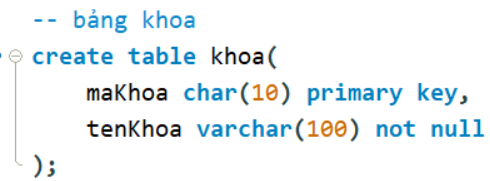 -- bảng khoa
create table khoa(
maKhoa char(10) primary key,
tenKhoa varchar(100) not null
);